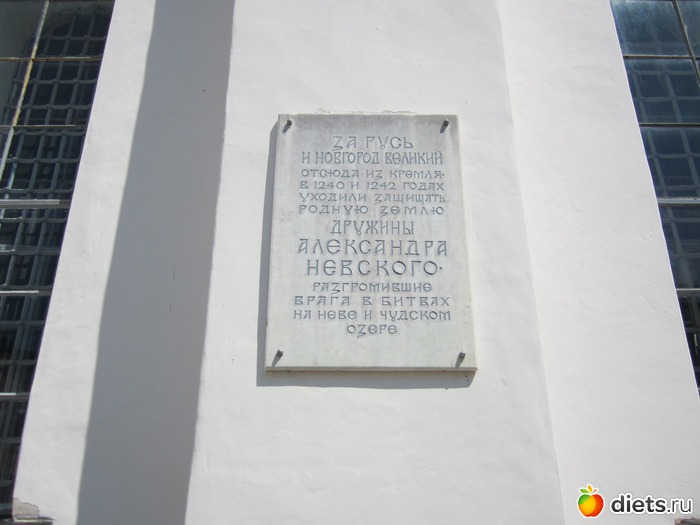 ЗА РУСЬ
И НОВГОРОД ВЕЛИКИЙ
ОТСЮДА·ИЗ КРЕМЛЯ·
В 1240 И 1242 ГОДАХ
УХОДИЛИ ЗАЩИЩАТЬ
РОДНУЮ ЗЕМЛЮ
ДРУЖИНЫ
АЛЕКСАНДРА
НЕВСКОГО·
РАЗГРОМИВШИЕ
ВРАГА В БИТВАХ
НА НЕВЕ И ЧУДСКОМ
ОЗЕРЕ
diets.ru